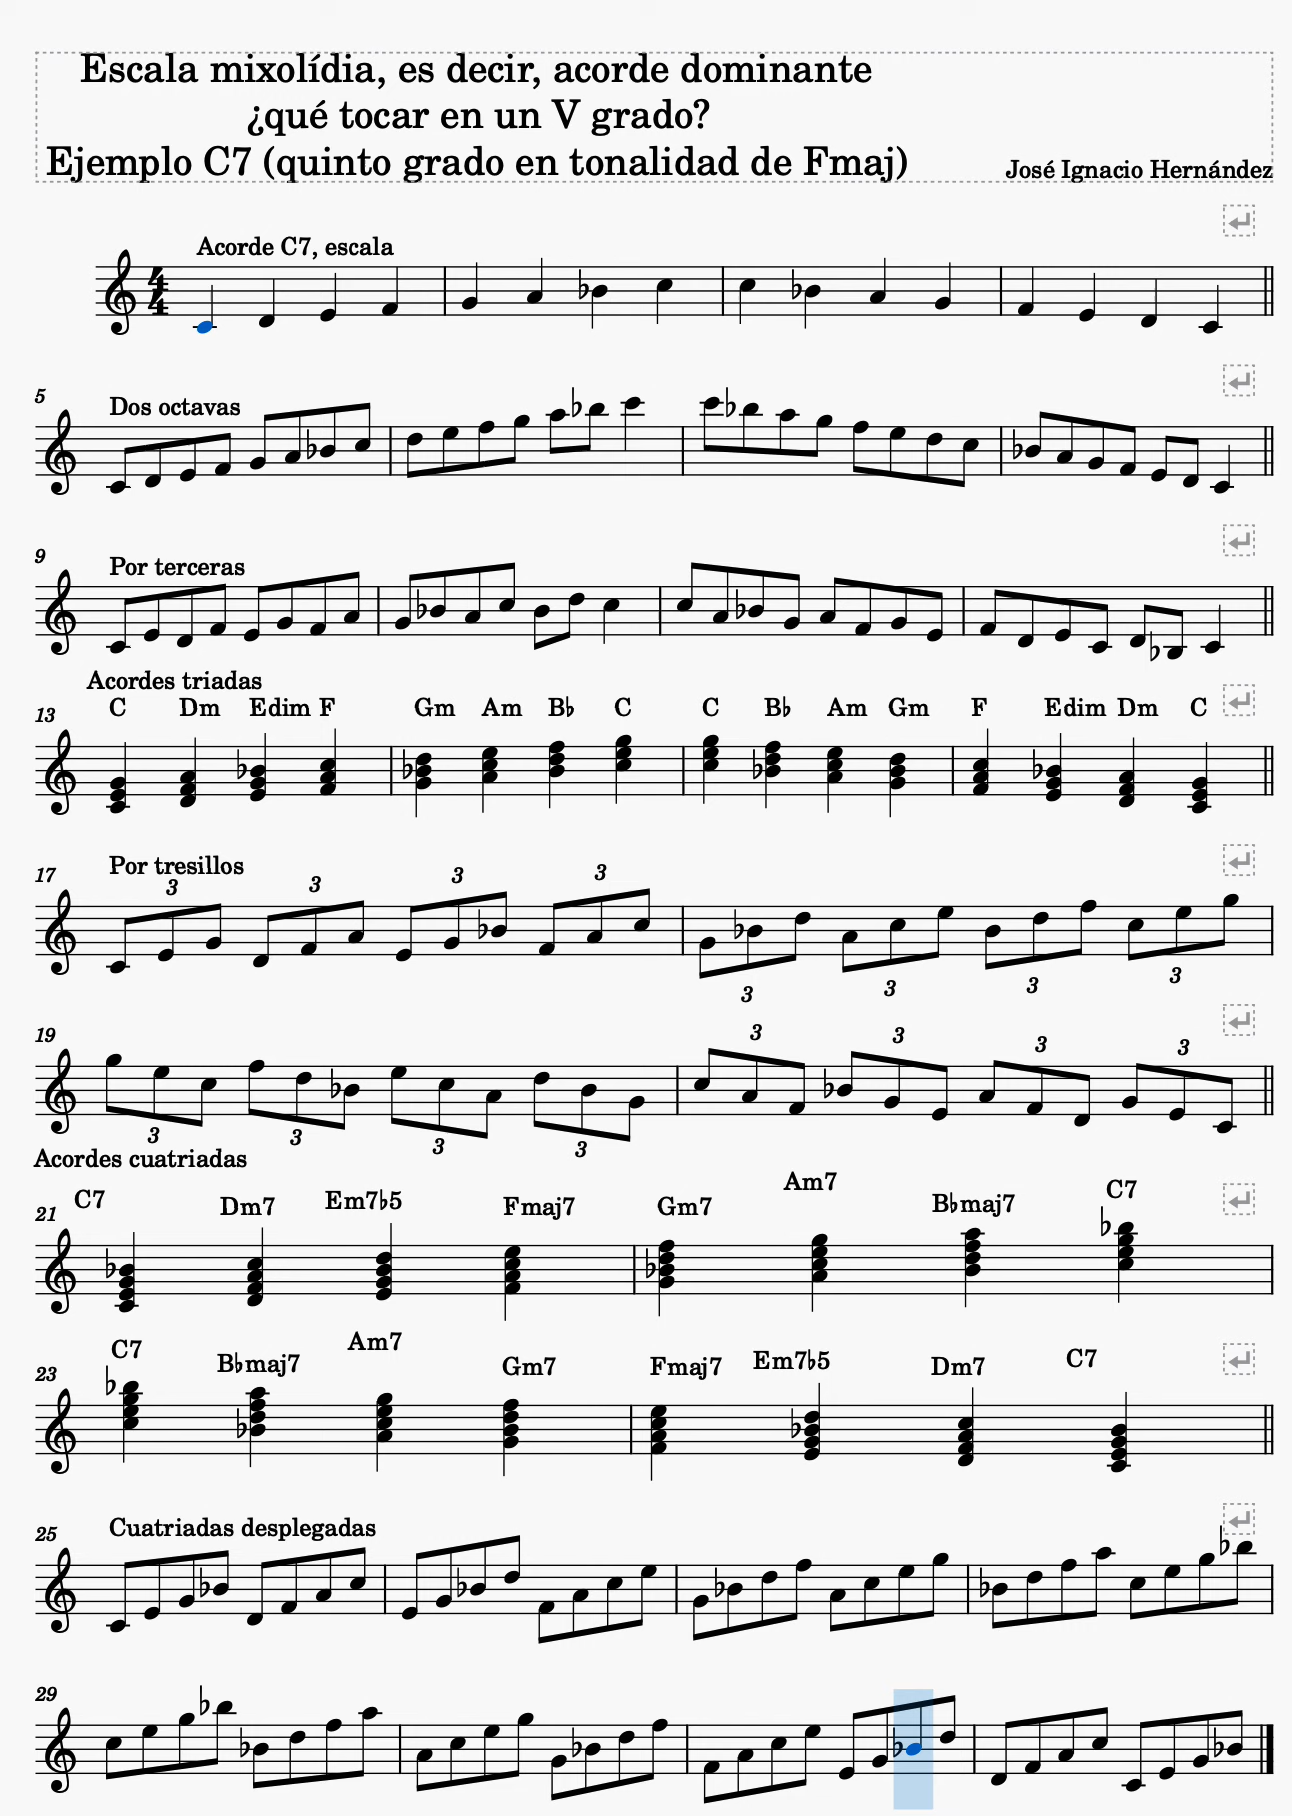 Escala mixolídia, es decir, acorde dominante
¿qué tocar en un V grado?
Ejemplo C7 (quinto grado en tonalidad de Fmaj)
José Ignacio Hernández
Acorde C7, escala
4
4
5
Dos octavas
9
Por terceras
Acordes triadas
C Dm Edim F Gm Am B♭ C C B♭ Am Gm F Edim Dm C
13
Por tresillos
17
3 3 3 3
3 3 3 3
19
3 3 3 3
3 3 3 3
Acordes cuatriadas
C7 Dm7 Em7♭5 Fmaj7 Gm7 Am7 B♭maj7 C7
21
C7 B♭maj7 Am7 Gm7 Fmaj7 Em7♭5 Dm7 C7
23
Cuatriadas desplegadas
25
29